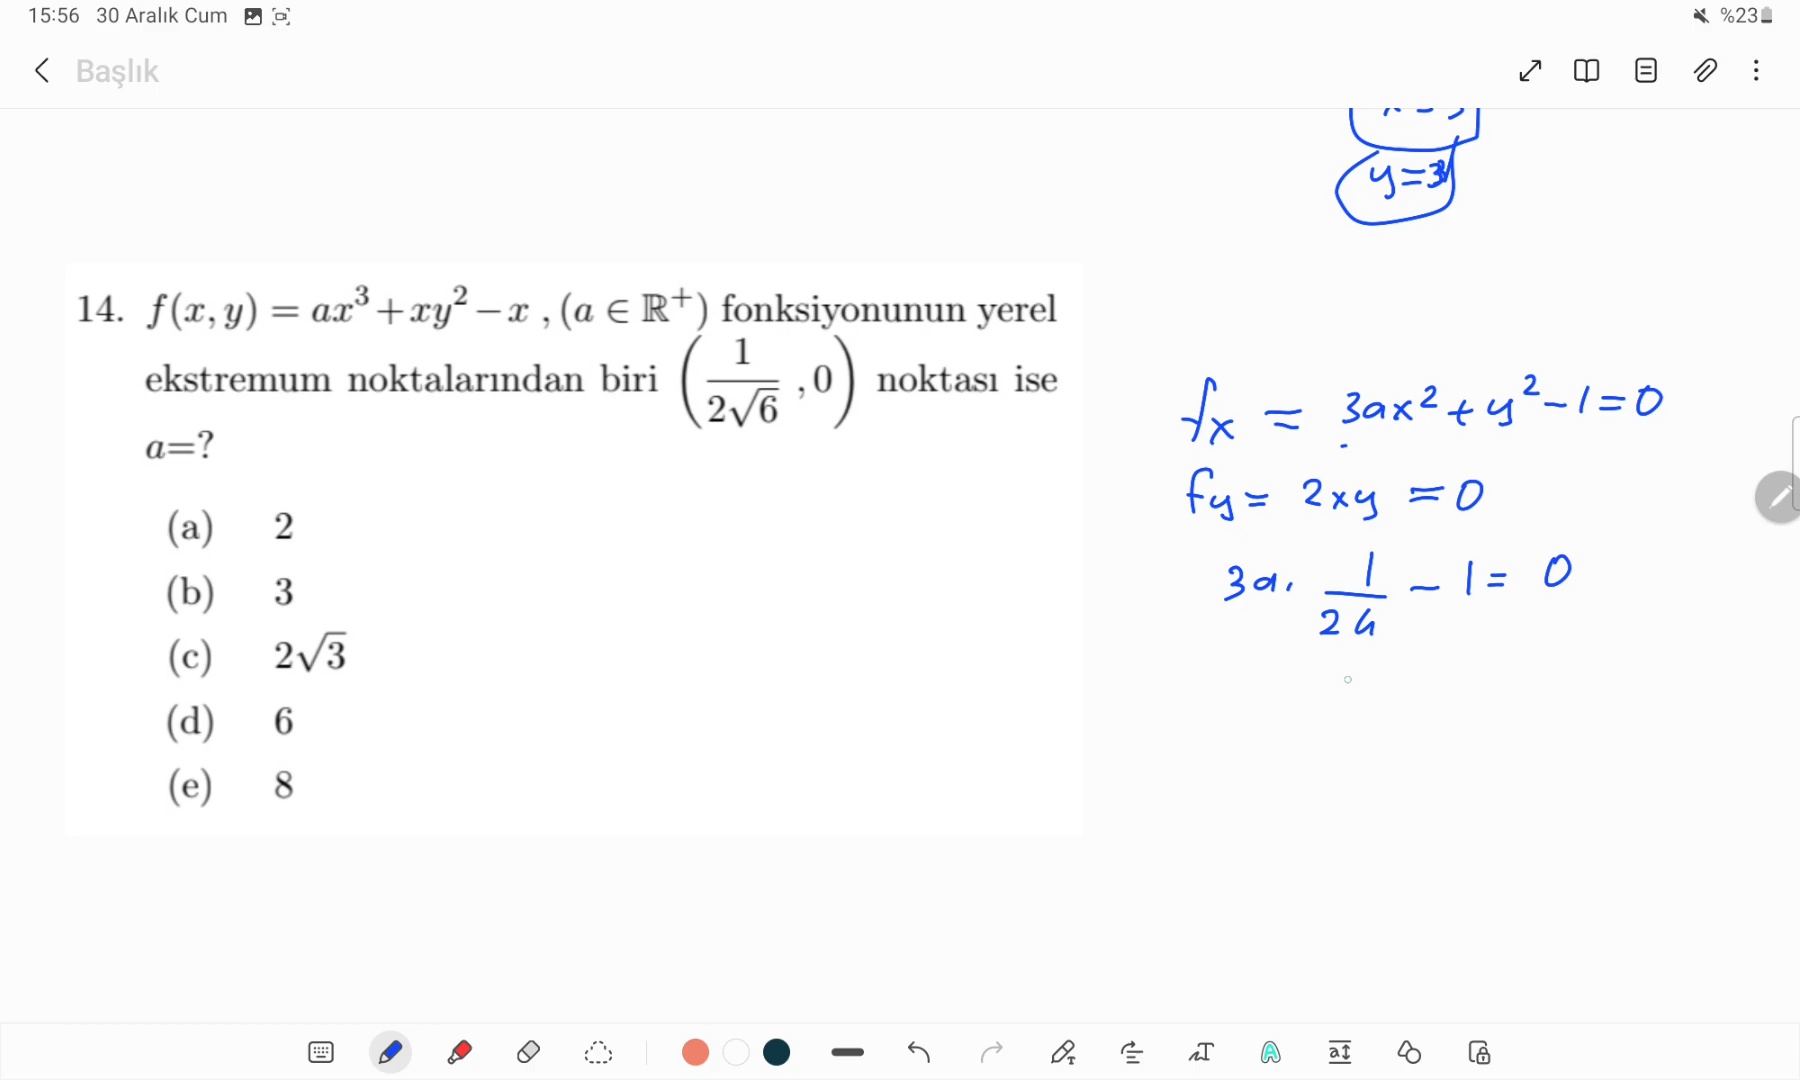 15:56 30 Aralık Cum %23
Başlık
y=3
14. f(x, y) = ax³ + xy² − x , (a ∈ ℝ⁺) fonksiyonunun yerel
ekstremum noktalarından biri (1/(2√6) , 0) noktası ise
a=?
(a) 2
(b) 3
(c) 2√3
(d) 6
(e) 8
fx = 3ax² + y² − 1 = 0
fy = 2xy = 0
3a. 1/24 − 1 = 0